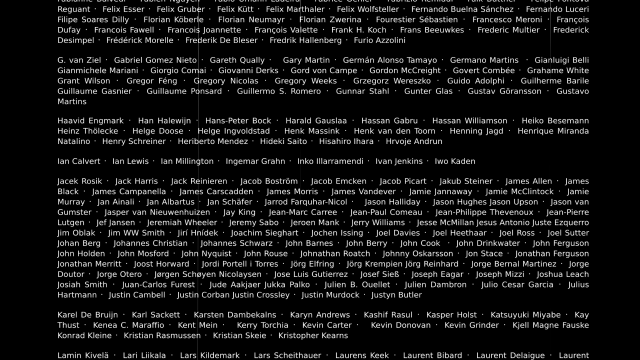 Reguant · Felix Esser · Felix Gruber · Felix Kütt · Felix Marthaler · Felix Wolfsteller · Fernando Buelna Sánchez · Fernando Luceri
Filipe Soares Dilly · Florian Köberle · Florian Neumayr · Florian Zwerina · Fourestier Sébastien · Francesco Meroni · François
Dufay · Francois Fawell · Francois Joannette · François Valette · Frank H. Koch · Frans Beeuwkes · Frederic Multier · Frederick
Desimpel · Frédérick Morelle · Frederik De Bleser · Fredrik Hallenberg · Furio Azzolini
G. van Ziel · Gabriel Gomez Nieto · Gareth Qually · Gary Martin · Germán Alonso Tamayo · Germano Martins · Gianluigi Belli
Gianmichele Mariani · Giorgio Comai · Giovanni Derks · Gord von Campe · Gordon McCreight · Govert Combée · Grahame White
Grant Wilson · Gregor Féng · Gregory Nicolas · Gregory Weeks · Grzegorz Wereszko · Guido Adolphi · Guilherme Barile
Guillaume Gasnier · Guillaume Ponsard · Guillermo S. Romero · Gunnar Stahl · Gunter Glas · Gustav Göransson · Gustavo
Martins
Haavid Engmark · Han Halewijn · Hans-Peter Bock · Harald Gauslaa · Hassan Gabru · Hassan Williamson · Heiko Besemann
Heinz Thölecke · Helge Doose · Helge Ingvoldstad · Henk Massink · Henk van den Toorn · Henning Jagd · Henrique Miranda
Natalino · Henry Schreiner · Heriberto Mendez · Hideki Saito · Hisahiro Ihara · Hrvoje Andrun
Ian Calvert · Ian Lewis · Ian Millington · Ingemar Grahn · Inko Illarramendi · Ivan Jenkins · Iwo Kaden
Jacek Rosik · Jax Hardy · Jack Reinieren · Jacob Boström · Jacob Emcken · Jacob Picart · Jakub Steiner · James Allen · James
Black · James Campanella · James Carscadden · James Morris · James Vandever · Jamie Jannaway · Jamie McClintock · Jamie
Murray · Jan Ainali · Jan Albartus · Jan Schäfer · Jarrod Farquhar-Nicol · Jason Halliday · Jason Hughes Jason Upson · Jason van
Gumster · Jasper van Nieuwenhuizen · Jay King · Jean-Marc Carree · Jean-Paul Comeau · Jean-Philippe Thevenoux · Jean-Pierre
Lutgen · Jef Jansen · Jeremiah Wheeler · Jeremy Sabo · Jeroen Mank · Jerry Williams · Jesse McMillan Jesus Antonio Juste Ezquerro
Jim Oblak · Jim WW Smith · Jirí Hnídek · Joachim Sieghart · Jochen Issing · Joel Davies · Joel Heethaar · Joel Ross · Joel Sutter
Johan Berg · Johannes Christian · Johannes Schwarz · John Barnes · John Berry · John Cook · John Drinkwater · John Ferguson
John Holden · John Mosford · John Nyquist · John Rouse · Johnathan Roatch · Johnny Oskarsson · Jon Stace · Jonathan Ferguson
Jonathan Merritt · Joost Horward · Jordi Portell i Torres · Jörg Elfring · Jörg Krempien Jörg Reinhard · Jorge Bernal Martinez · Jorge
Doutor · Jorge Otero · Jørgen Schøyen Nicolaysen · Jose Luis Gutierrez · Josef Sieß · Joseph Eagar · Joseph Mizzi · Joshua Leach
Josiah Smith · Juan-Carlos Furest · Jude Aakjaer Jukka Palko · Julien B. Ouellet · Julien Dambron · Julio Cesar Garcia · Julius
Hartmann · Justin Cambell · Justin Corban Justin Crossley · Justin Murdock · Justyn Butler
Karel De Bruijn · Karl Sackett · Karsten Dambekalns · Karyn Andrews · Kashif Rasul · Kasper Holst · Katsuyuki Miyabe · Kay
Thust · Kenea C. Maraffio · Kent Mein · Kerry Torchia · Kevin Carter · Kevin Donovan · Kevin Grinder · Kjell Magne Fauske
Konrad Kleine · Kristian Rasmussen · Kristian Skeie · Kristopher Kearns
Lamin Kivelä · Lari Liikala · Lars Kildemark · Lars Scheithauer · Laurens Keek · Laurent Bibard · Laurent Delaigue · Laurent